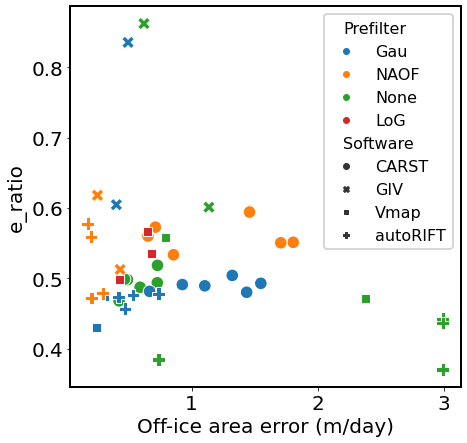 Prefilter
Gau
NAOF
None
LoG
Software
CARST
GIV
Vmap
autoRIFT
e_ratio
0.8
0.7
0.6
0.5
0.4
1 2 3
Off-ice area error (m/day)